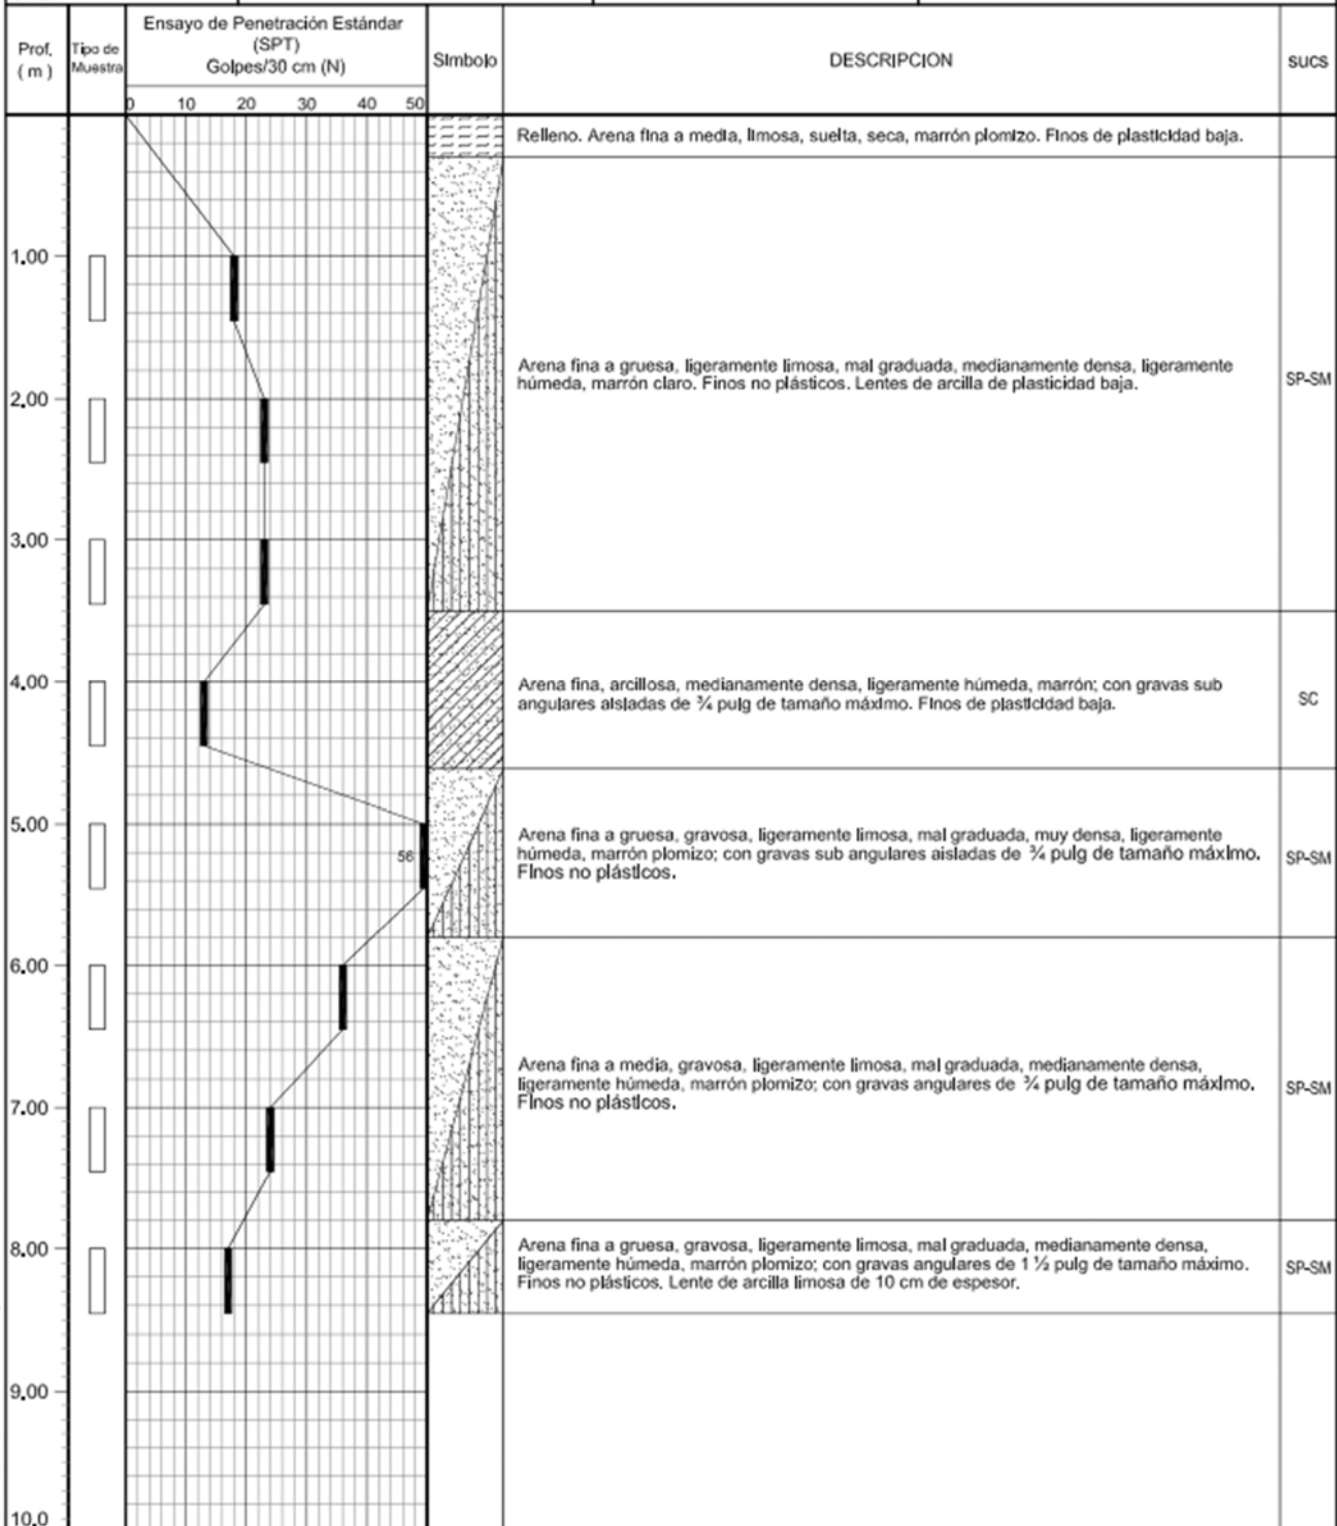 Ensayo de Penetración Estándar
(SPT)
Golpes/30 cm (N)
Prof.
( m )
Tipo de
Muestra
Símbolo
DESCRIPCION
SUCS
0 10 20 30 40 50
Relleno. Arena fina a media, limosa, suelta, seca, marrón plomizo. Finos de plasticidad baja.
1.00
Arena fina a gruesa, ligeramente limosa, mal graduada, medianamente densa, ligeramente
húmeda, marrón claro. Finos no plásticos. Lentes de arcilla de plasticidad baja.
SP-SM
2,00
3.00
4,00
Arena fina, arcillosa, medianamente densa, ligeramente húmeda, marrón; con gravas sub
angulares aisladas de ¾ pulg de tamaño máximo. Finos de plasticidad baja.
SC
5.00
56
Arena fina a gruesa, gravosa, ligeramente limosa, mal graduada, muy densa, ligeramente
húmeda, marrón plomizo; con gravas sub angulares aisladas de ¾ pulg de tamaño máximo.
Finos no plásticos.
SP-SM
6.00
Arena fina a media, gravosa, ligeramente limosa, mal graduada, medianamente densa,
ligeramente húmeda, marrón plomizo; con gravas angulares de ¾ pulg de tamaño máximo.
Finos no plásticos.
SP-SM
7.00
8.00
Arena fina a gruesa, gravosa, ligeramente limosa, mal graduada, medianamente densa,
ligeramente húmeda, marrón plomizo; con gravas angulares de 1 ½ pulg de tamaño máximo.
Finos no plásticos. Lente de arcilla limosa de 10 cm de espesor.
SP-SM
9,00
10,0